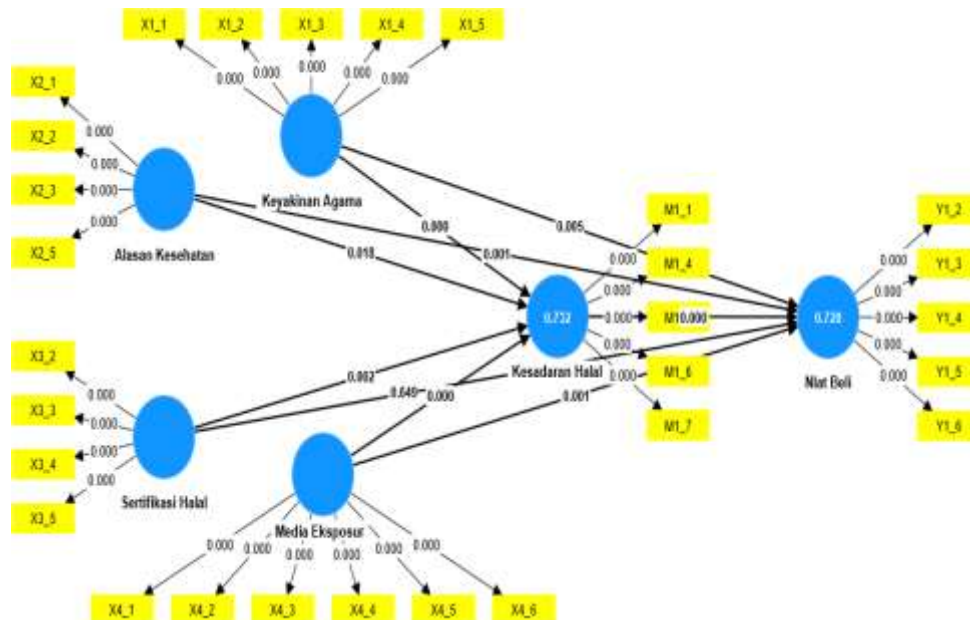 X1_1
X1_2
X1_3
X1_4
X1_5
0.000
0.000
0.000
0.000
0.000
Keyakinan Agama
X2_1
X2_2
X2_3
X2_5
0.000
0.000
0.000
0.000
Alasan Kesehatan
0.000
0.005
0.001
0.018
M1_1
M1_4
M1_6
M1_7
0.000
0.000
0.000
0.000
0.000
0.732
Kesadaran Halal
0.000
Y1_2
Y1_3
Y1_4
Y1_5
Y1_6
0.000
0.000
0.000
0.000
0.000
Niat Beli
X3_2
X3_3
X3_4
X3_5
0.000
0.000
0.000
0.000
Sertifikasi Halal
0.002
0.649
0.000
0.001
Media Eksposur
0.000
0.000
0.000
0.000
0.000
0.000
X4_1
X4_2
X4_3
X4_4
X4_5
X4_6